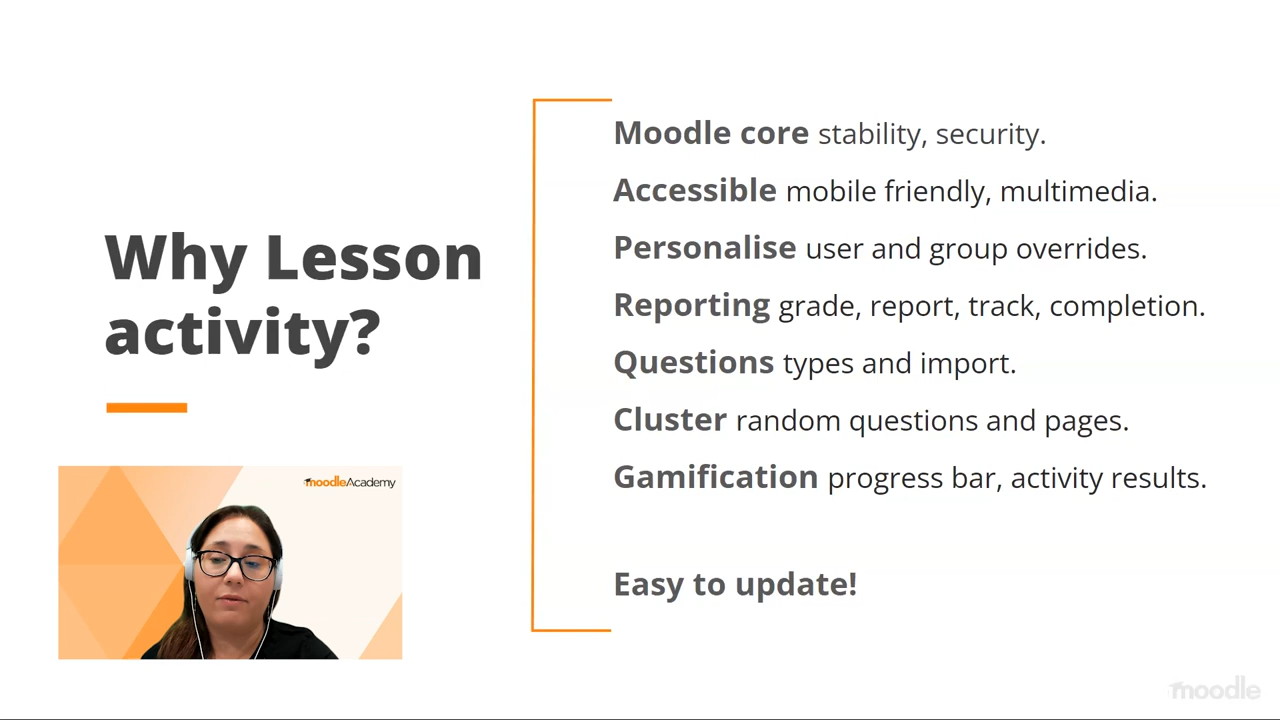 Why Lesson
activity?
moodleAcademy
Moodle core stability, security.
Accessible mobile friendly, multimedia.
Personalise user and group overrides.
Reporting grade, report, track, completion.
Questions types and import.
Cluster random questions and pages.
Gamification progress bar, activity results.
Easy to update!
moodle